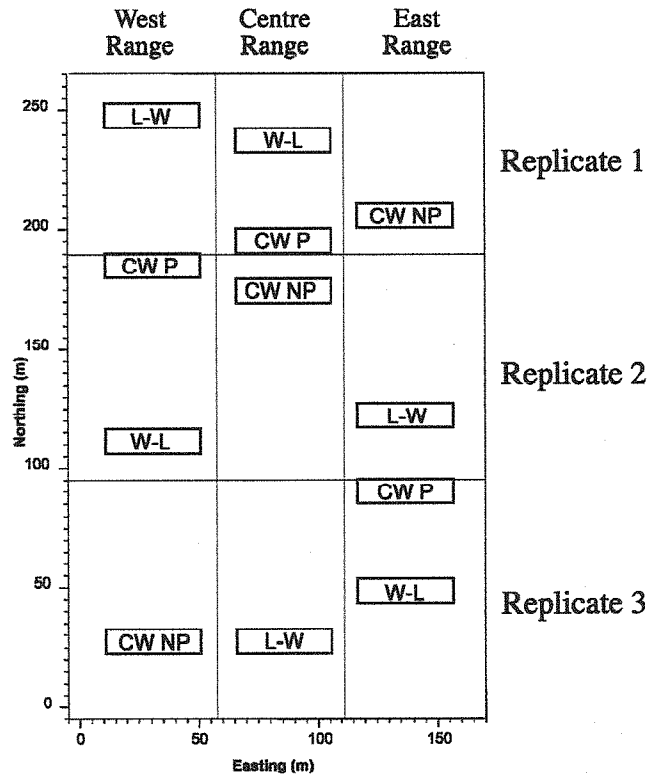 West Range
Centre Range
East Range
250
L-W
W-L
Replicate 1
CW NP
200
CW P
CW P
CW NP
150
Replicate 2
Northing (m)
L-W
W-L
100
CW P
50
W-L
Replicate 3
CW NP
L-W
0
0
50
100
150
Easting (m)